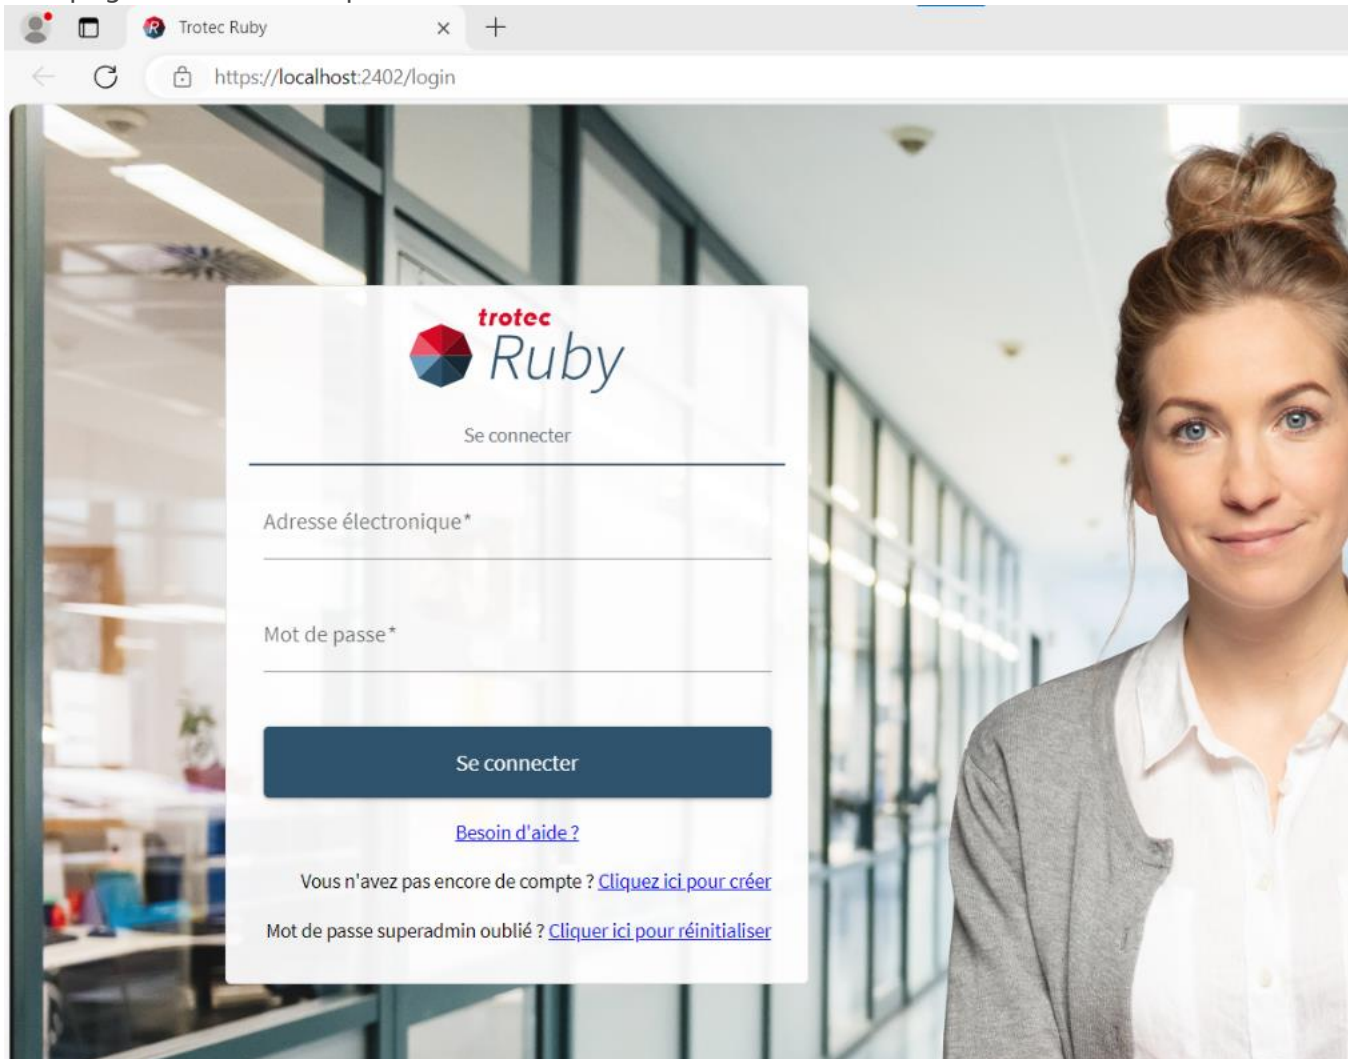 Trotec Ruby
https://localhost:2402/login
trotec
Ruby
Se connecter
Adresse électronique*
Mot de passe*
Se connecter
Besoin d'aide ?
Vous n'avez pas encore de compte ? Cliquez ici pour créer
Mot de passe superadmin oublié ? Cliquer ici pour réinitialiser